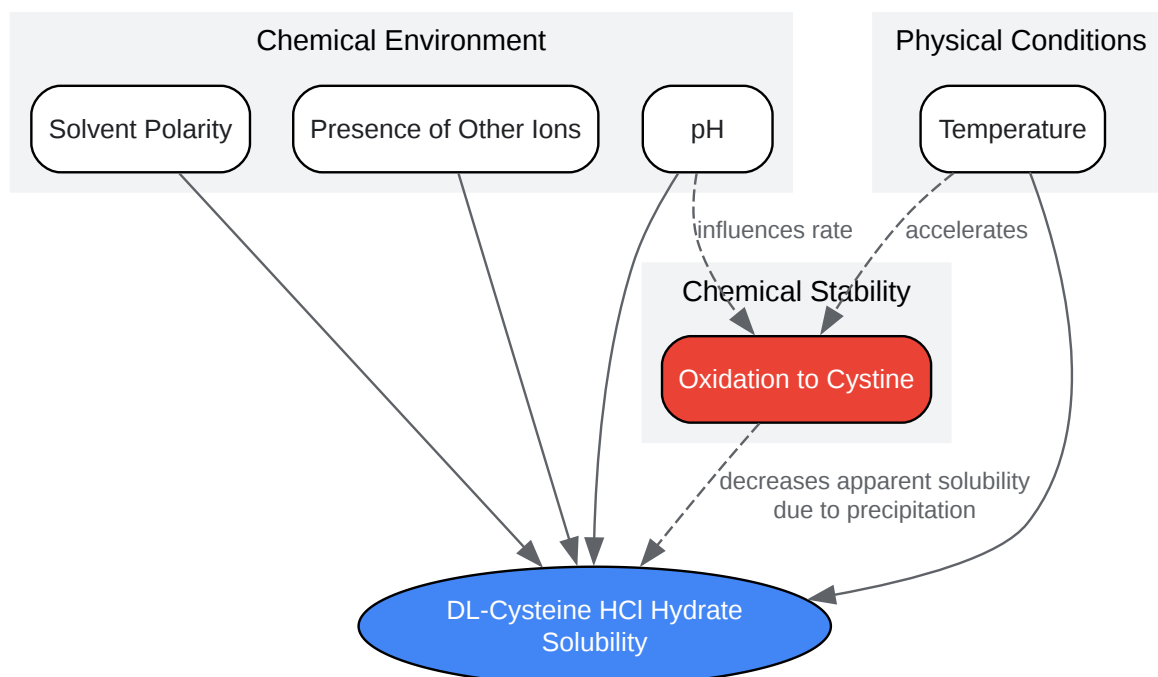 Chemical Environment
Physical Conditions
Solvent Polarity
Presence of Other Ions
pH
Temperature
influences rate
accelerates
Chemical Stability
Oxidation to Cystine
decreases apparent solubility
due to precipitation
DL-Cysteine HCl Hydrate
Solubility